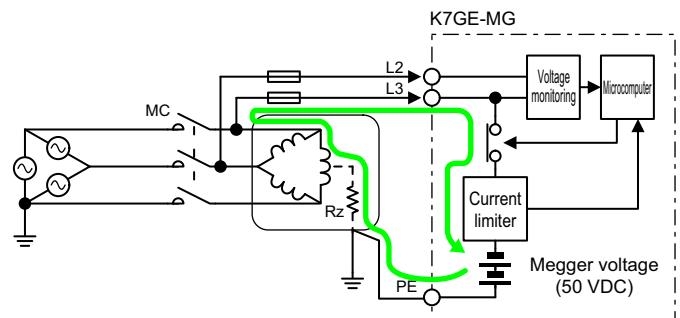 K7GE-MG
L2
L3
MC
Voltage
monitoring
Microcomputer
Current
limiter
Rz
PE
Megger voltage
(50 VDC)